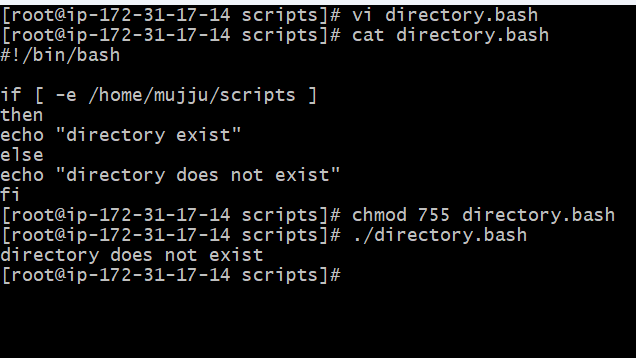 [root@ip-172-31-17-14 scripts]# vi directory.bash
[root@ip-172-31-17-14 scripts]# cat directory.bash
#!/bin/bash

if [ -e /home/mujju/scripts ]
then
echo "directory exist"
else
echo "directory does not exist"
fi
[root@ip-172-31-17-14 scripts]# chmod 755 directory.bash
[root@ip-172-31-17-14 scripts]# ./directory.bash
directory does not exist
[root@ip-172-31-17-14 scripts]#